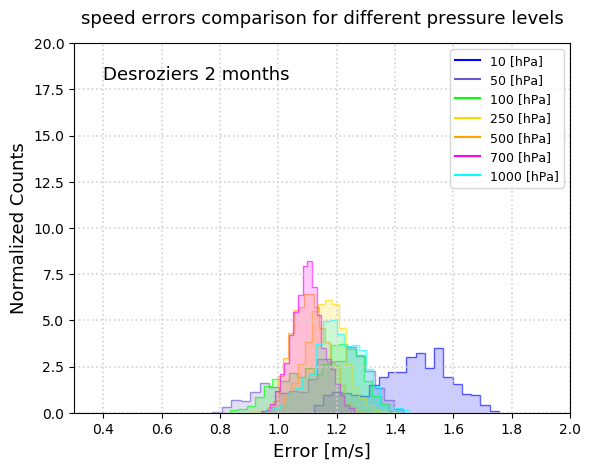 speed errors comparison for different pressure levels
20.0
17.5
15.0
12.5
10.0
7.5
5.0
2.5
0.0
Normalized Counts
Desroziers 2 months
10 [hPa]
50 [hPa]
100 [hPa]
250 [hPa]
500 [hPa]
700 [hPa]
1000 [hPa]
0.4 0.6 0.8 1.0 1.2 1.4 1.6 1.8 2.0
Error [m/s]